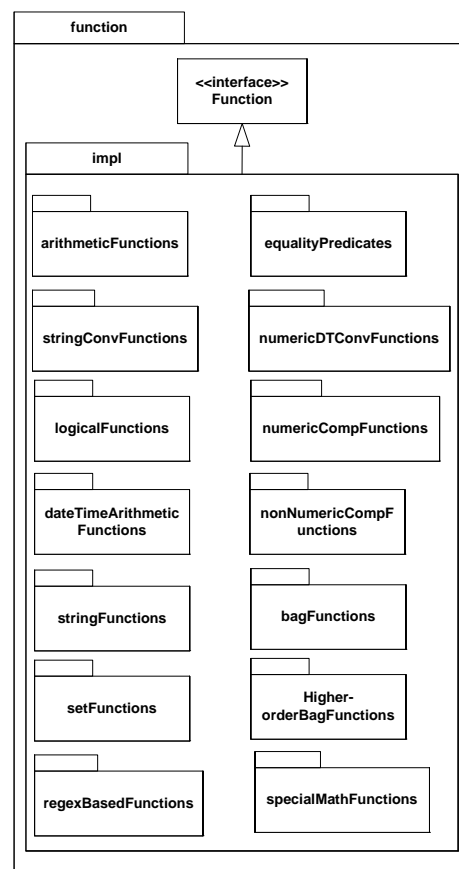 function
<<interface>>
Function
impl
arithmeticFunctions
equalityPredicates
stringConvFunctions
numericDTConvFunctions
logicalFunctions
numericCompFunctions
dateTimeArithmetic
Functions
nonNumericCompF
unctions
stringFunctions
bagFunctions
setFunctions
Higher-
orderBagFunctions
regexBasedFunctions
specialMathFunctions